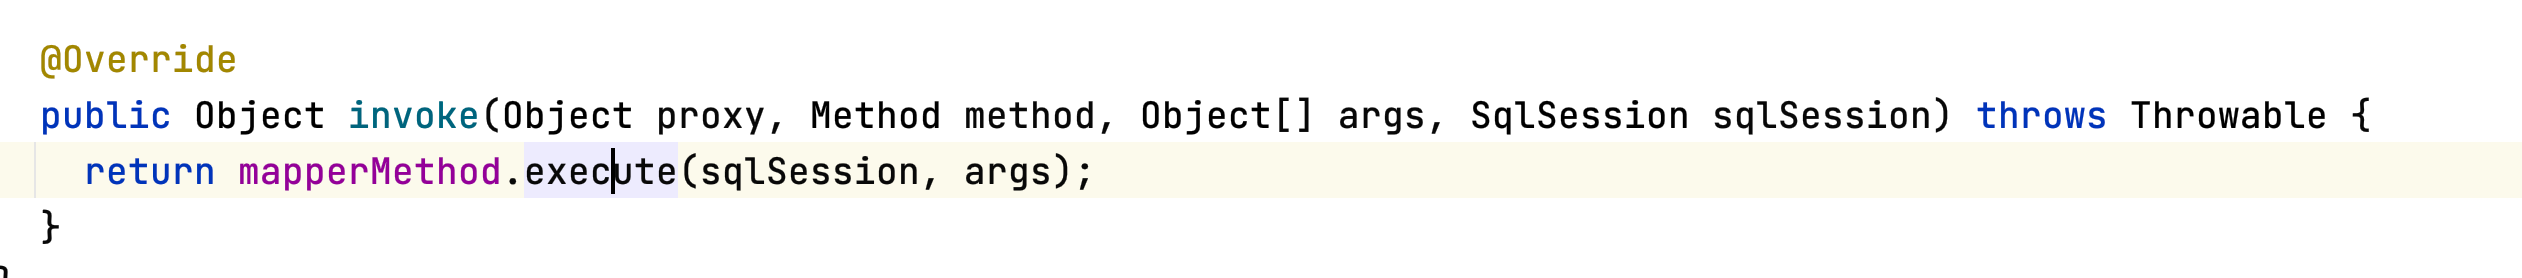 @Override
public Object invoke(Object proxy, Method method, Object[] args, SqlSession sqlSession) throws Throwable {
  return mapperMethod.execute(sqlSession, args);
}